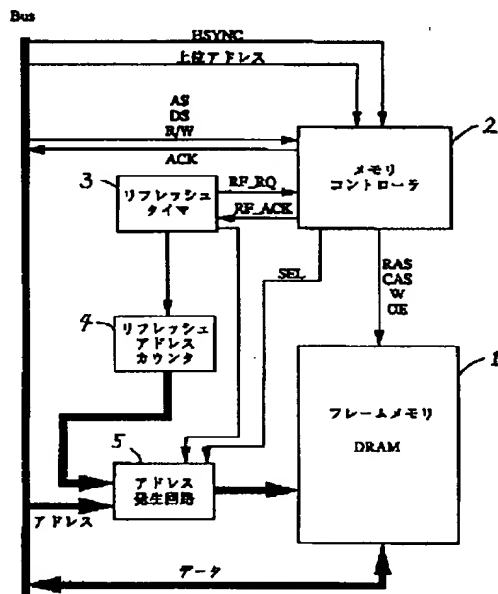 Bus
HSYNC
上位アドレス
AS
DS
R/W
ACK
2
メモリ
コントローラ
3
リフレッシュ
タイマ
RF_RQ
RF_ACK
SEL
RAS
CAS
W
OE
4
リフレッシュ
アドレス
カウンタ
1
フレームメモリ
DRAM
5
アドレス
発生回路
アドレス
データ